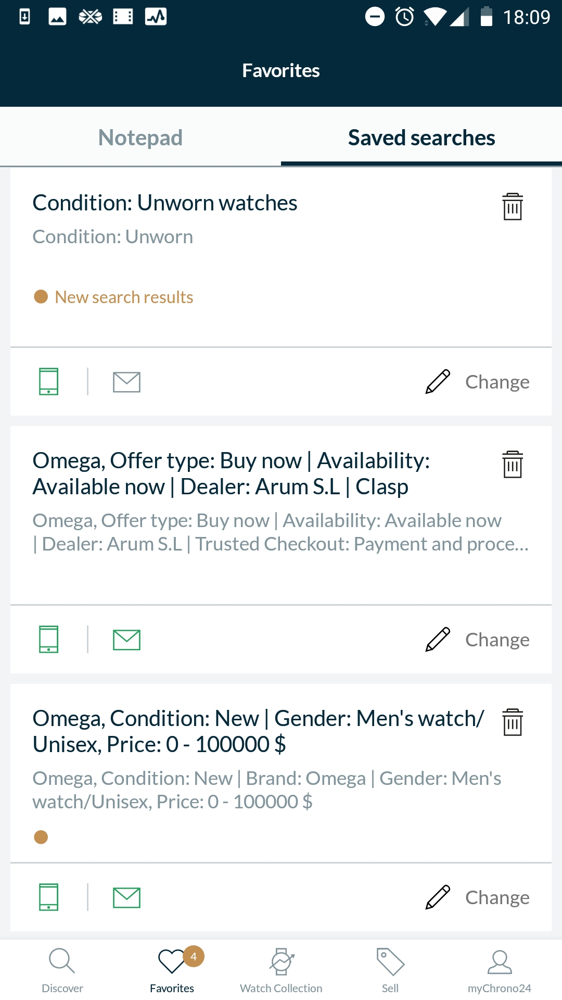 18:09
Favorites
Notepad
Saved searches
Condition: Unworn watches
Condition: Unworn
New search results
Change
Omega, Offer type: Buy now | Availability:
Available now | Dealer: Arum S.L | Clasp
Omega, Offer type: Buy now | Availability: Available now
| Dealer: Arum S.L | Trusted Checkout: Payment and proce...
Change
Omega, Condition: New | Gender: Men's watch/
Unisex, Price: 0 - 100000 $
Omega, Condition: New | Brand: Omega | Gender: Men's
watch/Unisex, Price: 0 - 100000 $
Change
4
Discover
Favorites
Watch Collection
Sell
myChrono24